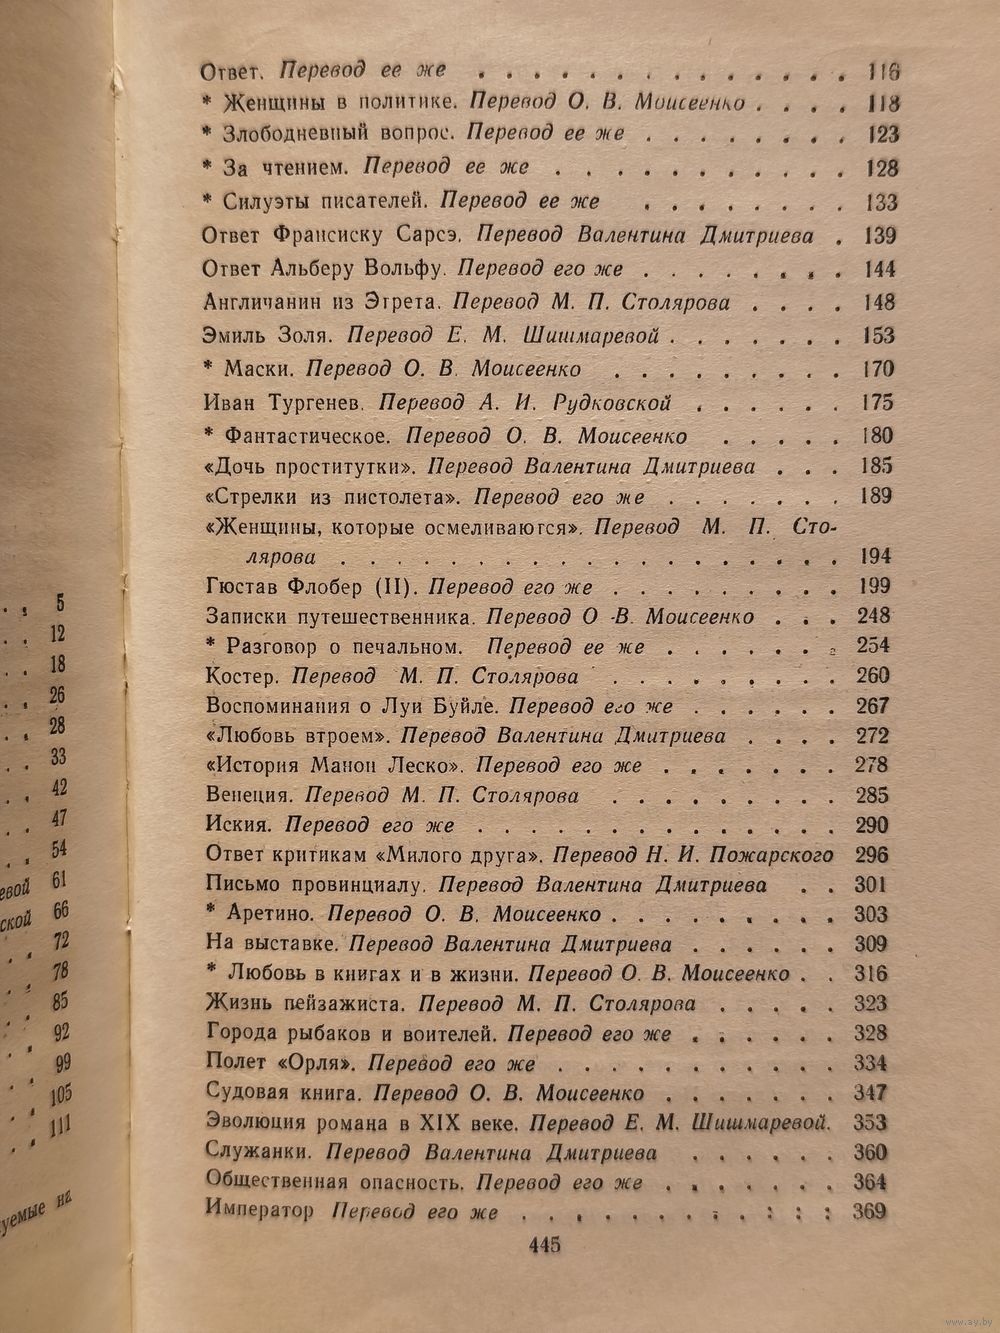 5
12
18
26
28
33
42
47
54
евой 61
ской 66
72
78
85
92
99
105
111
уемые на
Ответ. Перевод ее же . . . . . . . . . . . . . . 116
* Женщины в политике. Перевод О. В. Моисеенко . . . . 118
* Злободневный вопрос. Перевод ее же . . . . . . . . 123
* За чтением. Перевод ее же . . . . . . . . . . . 128
* Силуэты писателей. Перевод ее же . . . . . . . . 133
Ответ Франсиску Сарсэ. Перевод Валентина Дмитриева . 139
Ответ Альберу Вольфу. Перевод его же . . . . . . . . 144
Англичанин из Этрета. Перевод М. П. Столярова . . . . 148
Эмиль Золя. Перевод Е. М. Шишмаревой . . . . . . . 153
* Маски. Перевод О. В. Моисеенко . . . . . . . . . 170
Иван Тургенев. Перевод А. И. Рудковской . . . . . . 175
* Фантастическое. Перевод О. В. Моисеенко . . . . . 180
«Дочь проститутки». Перевод Валентина Дмитриева . . . 185
«Стрелки из пистолета». Перевод его же . . . . . . . 189
«Женщины, которые осмеливаются». Перевод М. П. Сто-
лярова . . . . . . . . . . . . . . . . . . 194
Гюстав Флобер (II). Перевод его же . . . . . . . . . 199
Записки путешественника. Перевод О -В. Моисеенко . . . 248
* Разговор о печальном. Перевод ее же . . . . . . . 254
Костер. Перевод М. П. Столярова . . . . . . . . . 260
Воспоминания о Луи Буйле. Перевод его же . . . . . . 267
«Любовь втроем». Перевод Валентина Дмитриева . . . . 272
«История Манон Леско». Перевод его же . . . . . . . 278
Венеция. Перевод М. П. Столярова . . . . . . . . . 285
Иския. Перевод его же . . . . . . . . . . . . . . 290
Ответ критикам «Милого друга». Перевод Н. И. Пожарского 296
Письмо провинциалу. Перевод Валентина Дмитриева . . 301
* Аретино. Перевод О. В. Моисеенко . . . . . . . . . 303
На выставке. Перевод Валентина Дмитриева . . . . . . 309
* Любовь в книгах и в жизни. Перевод О. В. Моисеенко . . 316
Жизнь пейзажиста. Перевод М. П. Столярова . . . . . 323
Города рыбаков и воителей. Перевод его же . . . . . . 328
Полет «Орля». Перевод его же . . . . . . . . . . . 334
Судовая книга. Перевод О. В. Моисеенко . . . . . . . 347
Эволюция романа в XIX веке. Перевод Е. М. Шишмаревой. 353
Служанки. Перевод Валентина Дмитриева . . . . . . 360
Общественная опасность. Перевод его же . . . . . . . 364
Император Перевод его же . . . . . . . . . . . . 369
445
www.ay.by